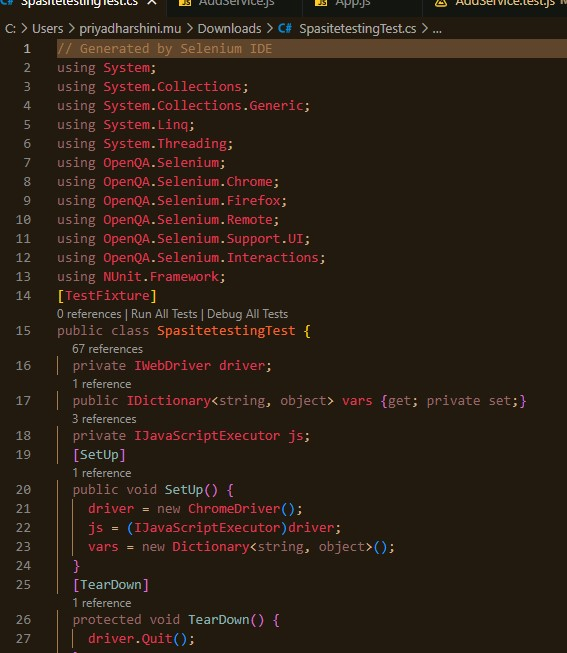 SpasitetestingTest.cs × JS AddService.js JS App.js AddService.test.js
C: > Users > priyadharshini.mu > Downloads > C# SpasitetestingTest.cs > ...
1 // Generated by Selenium IDE
2 using System;
3 using System.Collections;
4 using System.Collections.Generic;
5 using System.Linq;
6 using System.Threading;
7 using OpenQA.Selenium;
8 using OpenQA.Selenium.Chrome;
9 using OpenQA.Selenium.Firefox;
10 using OpenQA.Selenium.Remote;
11 using OpenQA.Selenium.Support.UI;
12 using OpenQA.Selenium.Interactions;
13 using NUnit.Framework;
14 [TestFixture]
0 references | Run All Tests | Debug All Tests
15 public class SpasitetestingTest {
67 references
16 private IWebDriver driver;
1 reference
17 public IDictionary<string, object> vars {get; private set;}
3 references
18 private IJavaScriptExecutor js;
19 [SetUp]
1 reference
20 public void SetUp() {
21 driver = new ChromeDriver();
22 js = (IJavaScriptExecutor)driver;
23 vars = new Dictionary<string, object>();
24 }
25 [TearDown]
1 reference
26 protected void TearDown() {
27 driver.Quit();